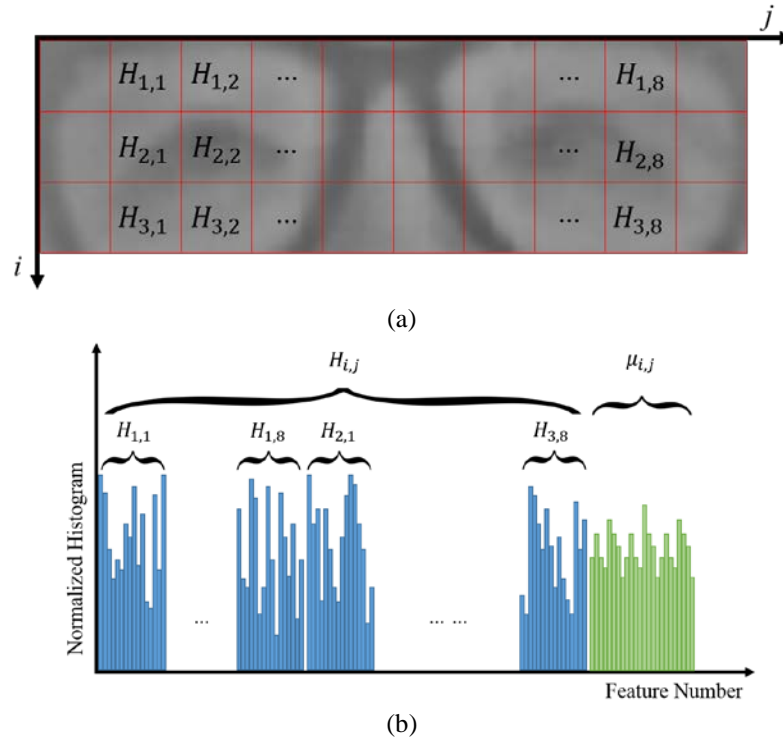 j
H1,1 H1,2 ... ... H1,8
H2,1 H2,2 ... ... H2,8
H3,1 H3,2 ... ... H3,8
i
(a)
Hi,j μi,j
H1,1 H1,8 H2,1 H3,8
Normalized Histogram
... ... ...
Feature Number
(b)